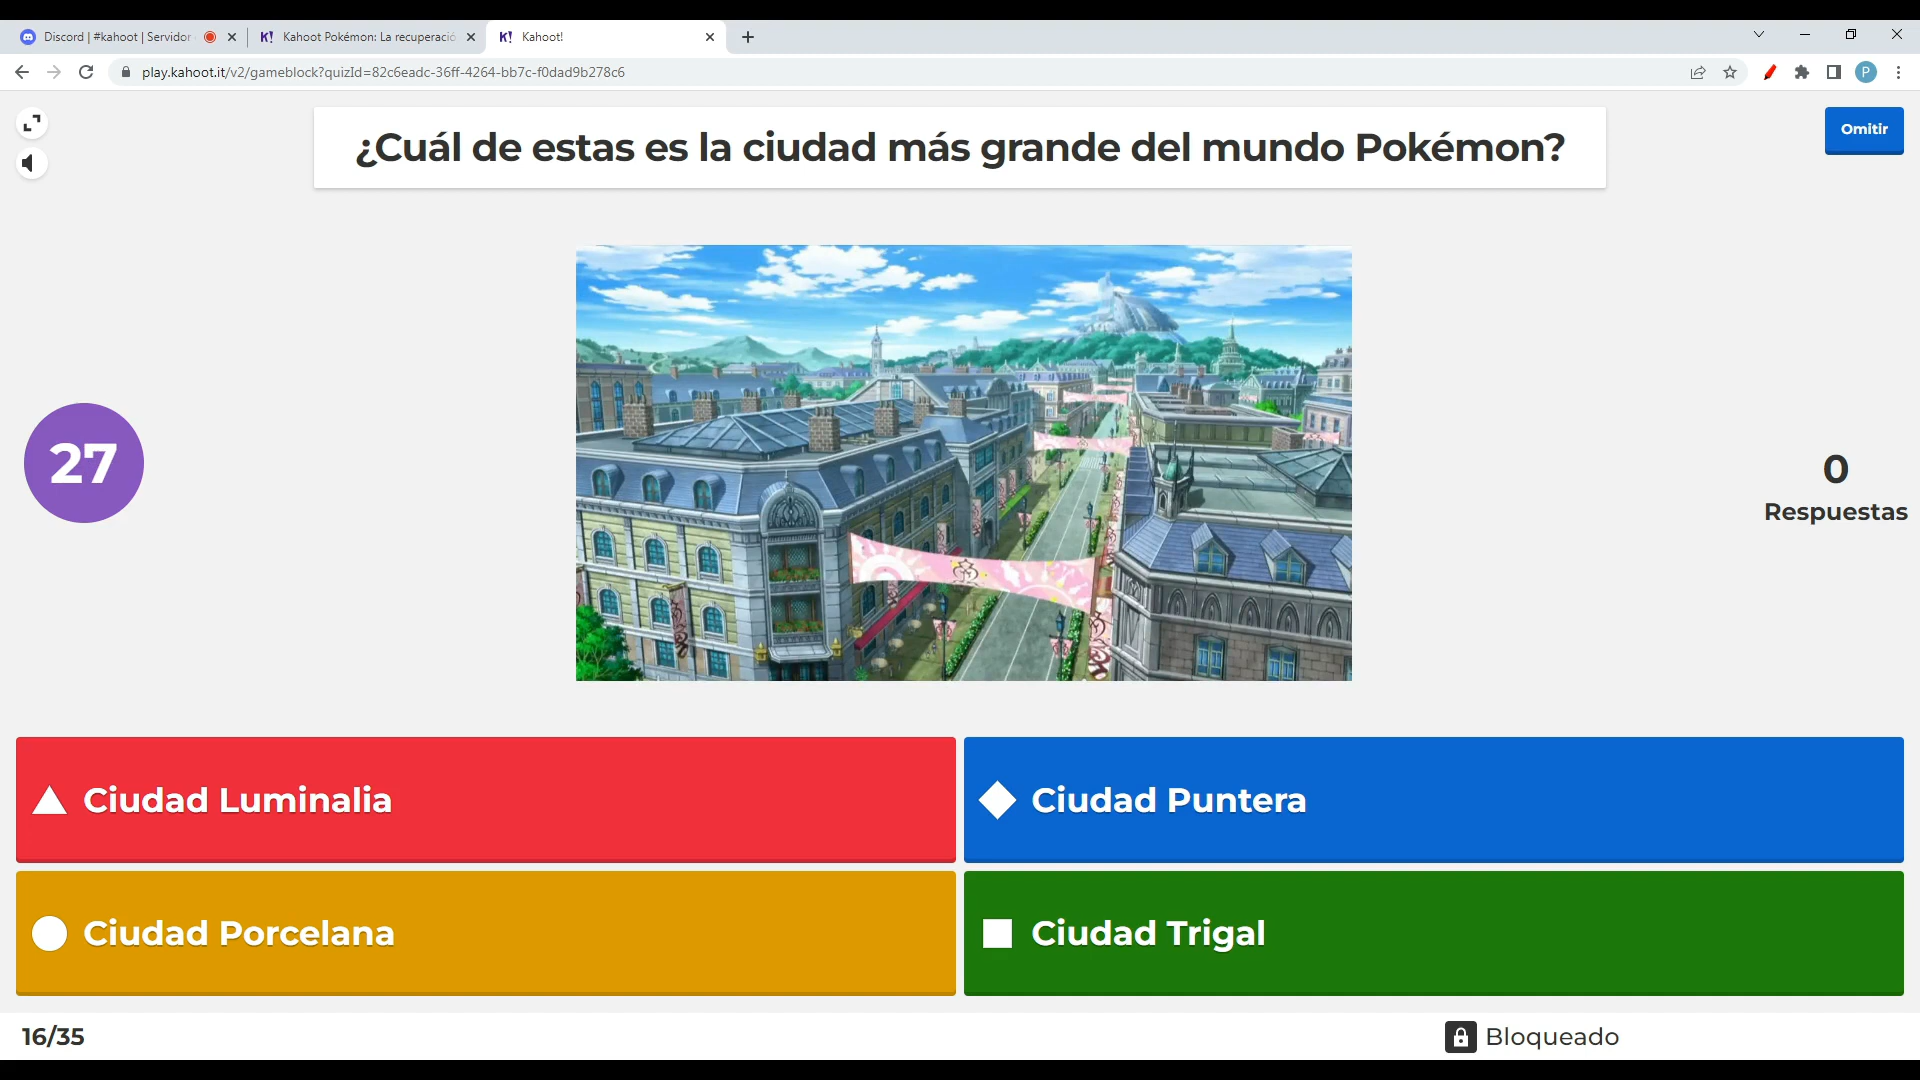 Discord | #kahoot | Servidor
Kahoot Pokémon: La recuperació
Kahoot!
play.kahoot.it/v2/gameblock?quizId=82c6eadc-36ff-4264-bb7c-f0dad9b278c6
P
¿Cuál de estas es la ciudad más grande del mundo Pokémon?
Omitir
27
0
Respuestas
Ciudad Luminalia
Ciudad Puntera
Ciudad Porcelana
Ciudad Trigal
16/35
Bloqueado